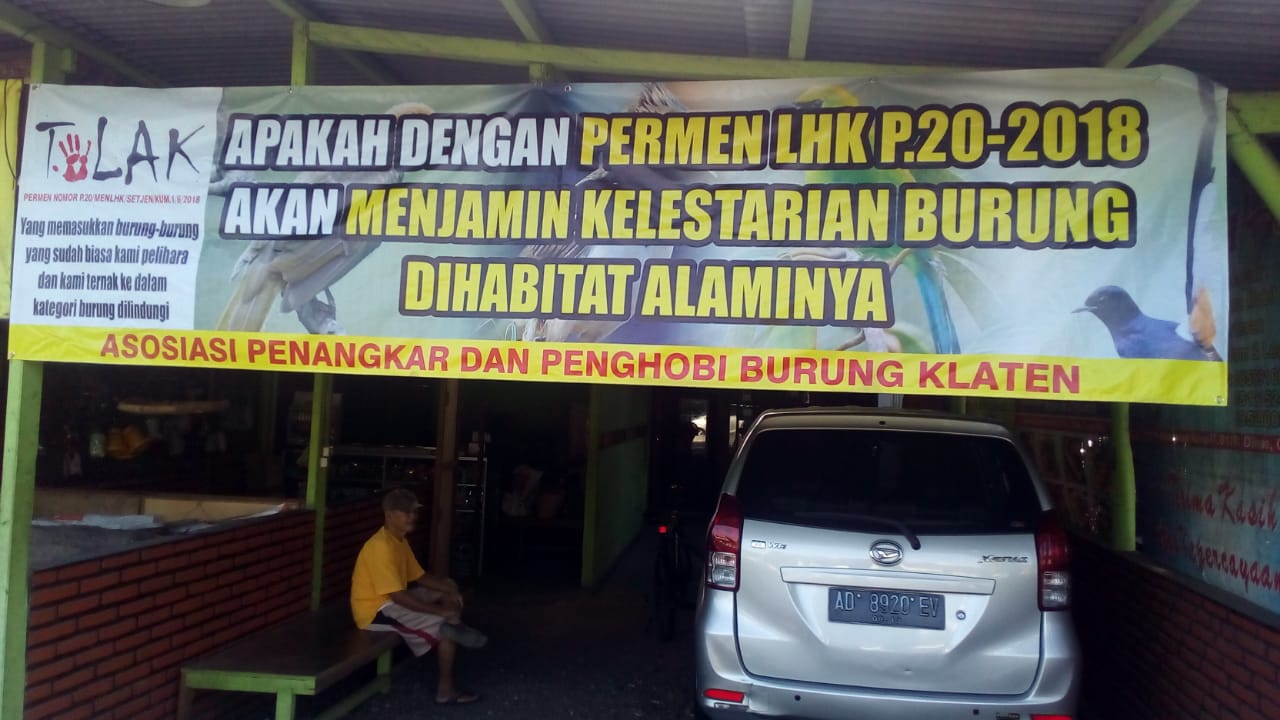 TOLAK
PERMEN NOMOR P.20/MENLHK/SETJEN/KUM,1/6/2018
Yang memasukkan burung-burung
yang sudah biasa kami pelihara
dan kami ternak ke dalam
kategori burung dilindungi
APAKAH DENGAN PERMEN LHK P.20-2018
AKAN MENJAMIN KELESTARIAN BURUNG
DIHABITAT ALAMINYA
ASOSIASI PENANGKAR DAN PENGHOBI BURUNG KLATEN
Xenia
AD 8920 EV
Kasih